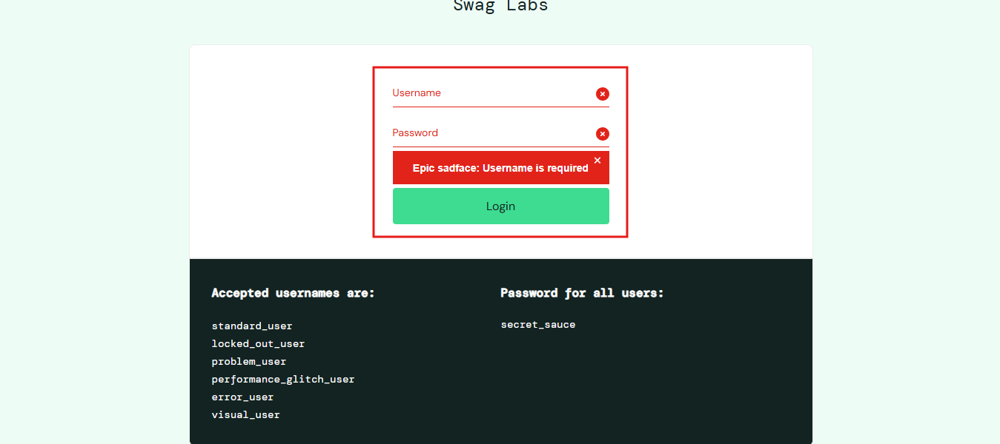 Swag Labs
Username
Password
Epic sadface: Username is required
Login
Accepted usernames are:
standard_user
locked_out_user
problem_user
performance_glitch_user
error_user
visual_user
Password for all users:
secret_sauce